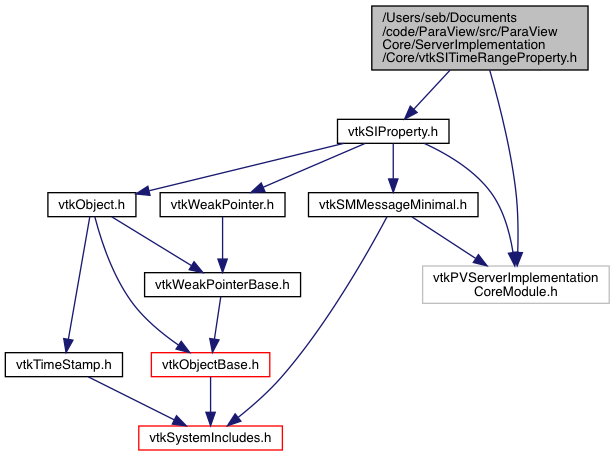 /Users/seb/Documents
/code/ParaView/src/ParaView
Core/ServerImplementation
/Core/vtkSITimeRangeProperty.h
vtkSIProperty.h
vtkObject.h
vtkWeakPointer.h
vtkSMMessageMinimal.h
vtkWeakPointerBase.h
vtkPVServerImplementation
CoreModule.h
vtkTimeStamp.h
vtkObjectBase.h
vtkSystemIncludes.h